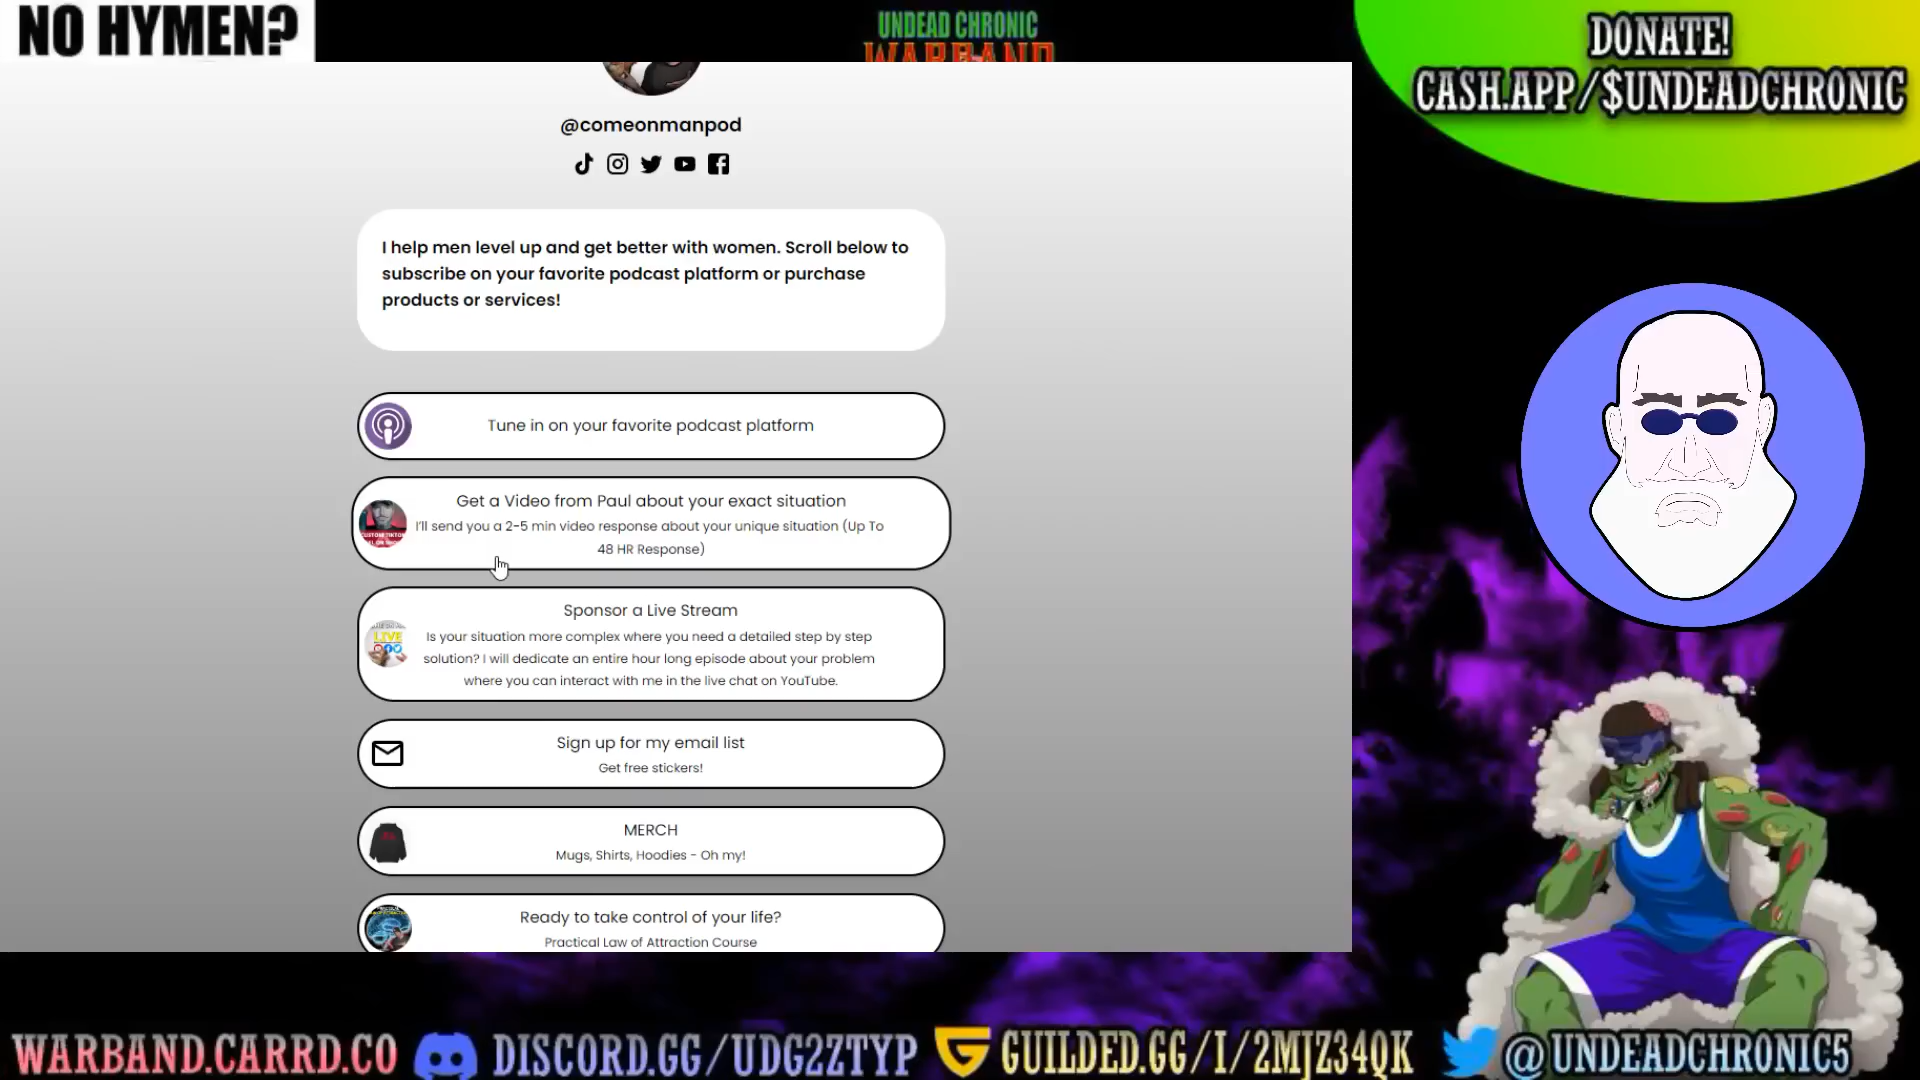 NO HYMEN?
UNDEAD CHRONIC
WARBAND
DONATE!
CASH.APP/$UNDEADCHRONIC
@comeonmanpod
I help men level up and get better with women. Scroll below to
subscribe on your favorite podcast platform or purchase
products or services!
Tune in on your favorite podcast platform
Get a Video from Paul about your exact situation
I'll send you a 2-5 min video response about your unique situation (Up To
48 HR Response)
Sponsor a Live Stream
LIVE
Is your situation more complex where you need a detailed step by step
solution? I will dedicate an entire hour long episode about your problem
where you can interact with me in the live chat on YouTube.
Sign up for my email list
Get free stickers!
MERCH
Mugs, Shirts, Hoodies - Oh my!
Ready to take control of your life?
Practical Law of Attraction Course
WARBAND.CARRD.CO
DISCORD.GG/UDG2ZTYP
GUILDED.GG/I/2MJZ34QK
@UNDEADCHRONIC5